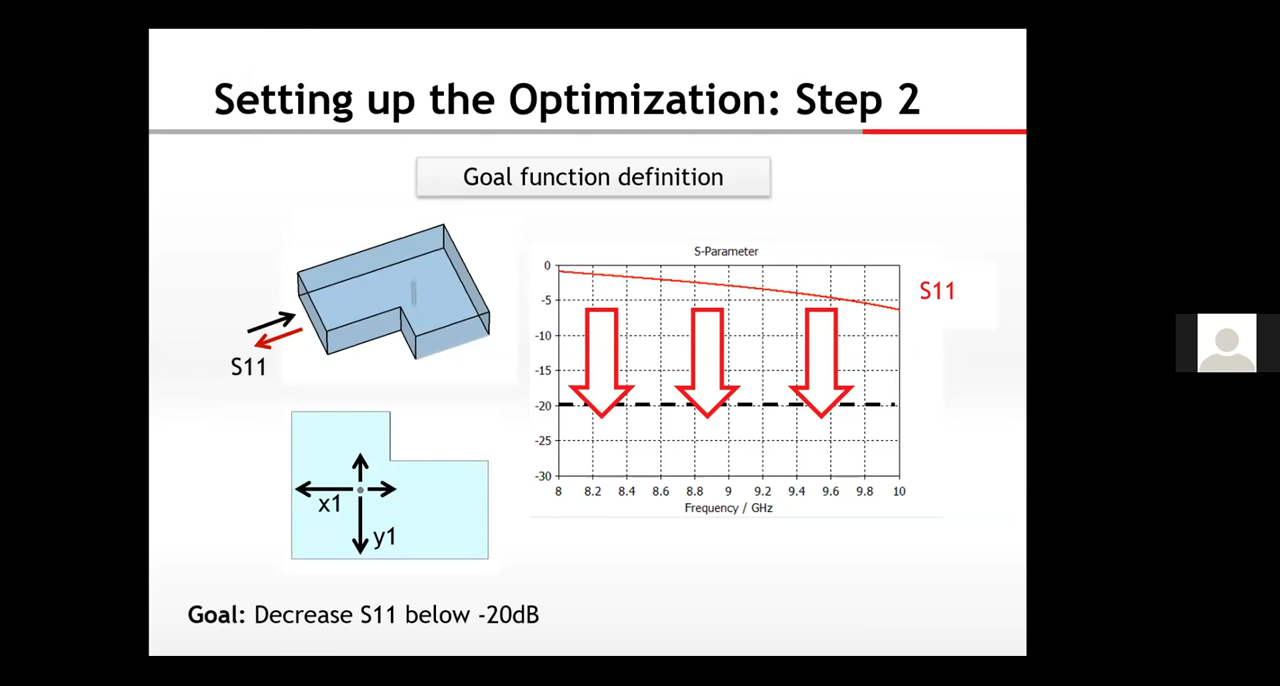 Setting up the Optimization: Step 2
Goal function definition
S11
S-Parameter
0
-5
-10
-15
-20
-25
-30
8 8.2 8.4 8.6 8.8 9 9.2 9.4 9.6 9.8 10
Frequency / GHz
S11
x1
y1
Goal: Decrease S11 below -20dB